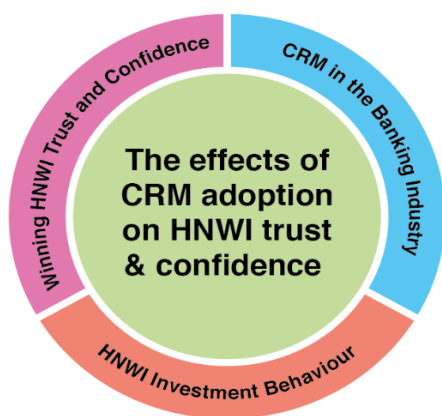 Winning HNWI Trust and Confidence
CRM in the Banking Industry
The effects of
CRM adoption
on HNWI trust
& confidence
HNWI Investment Behaviour